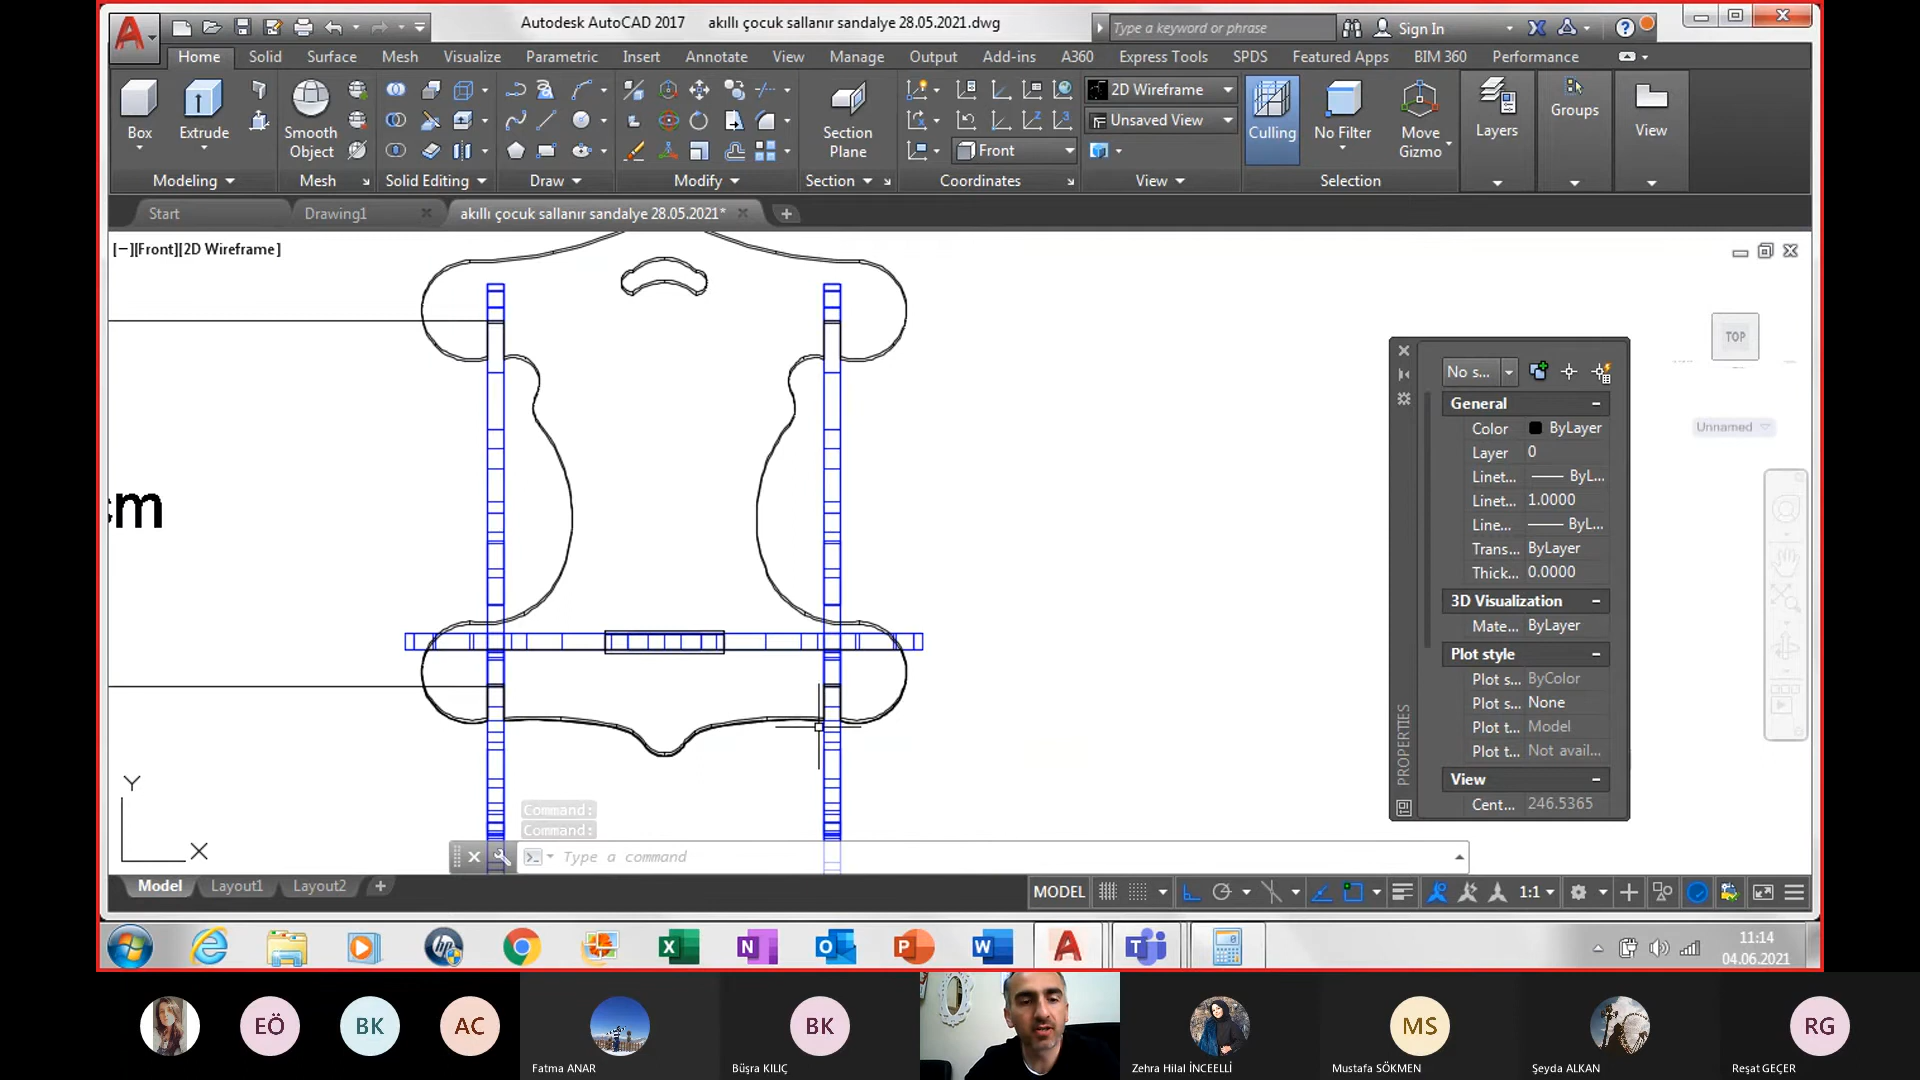 Autodesk AutoCAD 2017 akıllı çocuk sallanır sandalye 28.05.2021.dwg
Type a keyword or phrase
Sign In
Home Solid Surface Mesh Visualize Parametric Insert Annotate View Manage Output Add-ins A360 Express Tools SPDS Featured Apps BIM 360 Performance
2D Wireframe
Unsaved View
Front
Box
Extrude
Smooth
Object
Section
Plane
Culling
No Filter
Move
Gizmo
Layers
Groups
View
Modeling
Mesh
Solid Editing
Draw
Modify
Section
Coordinates
View
Selection
Start
Drawing1
akıllı çocuk sallanır sandalye 28.05.2021*
[−][Front][2D Wireframe]
TOP
Unnamed
cm
No s...
General
Color ByLayer
Layer 0
Linet... ByL...
Linet... 1.0000
Line... ByL...
Trans... ByLayer
Thick... 0.0000
3D Visualization
Mate... ByLayer
Plot style
Plot s... ByColor
Plot s... None
Plot t... Model
Plot t... Not avail...
View
Cent... 246.5365
PROPERTIES
Y
X
Command:
Command:
Type a command
Model Layout1 Layout2
MODEL
1:1
11:14
04.06.2021
EÖ
BK
AC
Fatma ANAR
BK
Büşra KILIÇ
Zehra Hilal İNCEELLİ
MS
Mustafa SÖKMEN
Şeyda ALKAN
RG
Reşat GEÇER